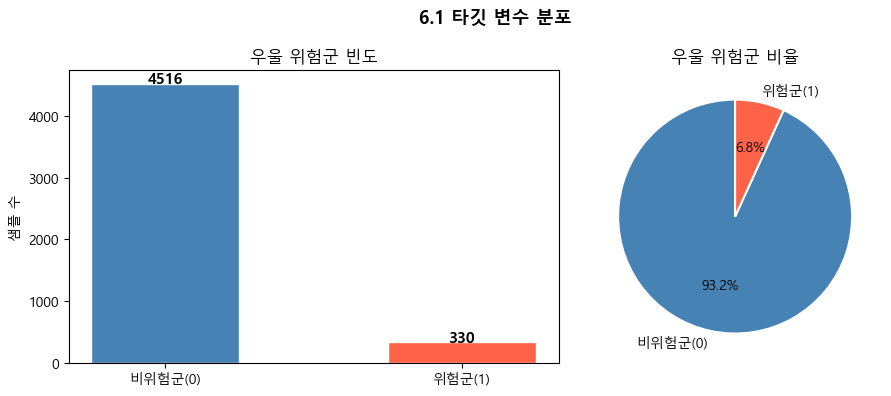 6.1 타깃 변수 분포
우울 위험군 빈도
4516
330
4000
3000
2000
1000
0
샘플 수
비위험군(0)
위험군(1)
우울 위험군 비율
위험군(1)
6.8%
93.2%
비위험군(0)